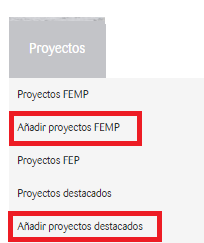 Proyectos
Proyectos FEMP
Añadir proyectos FEMP
Proyectos FEP
Proyectos destacados
Añadir proyectos destacados